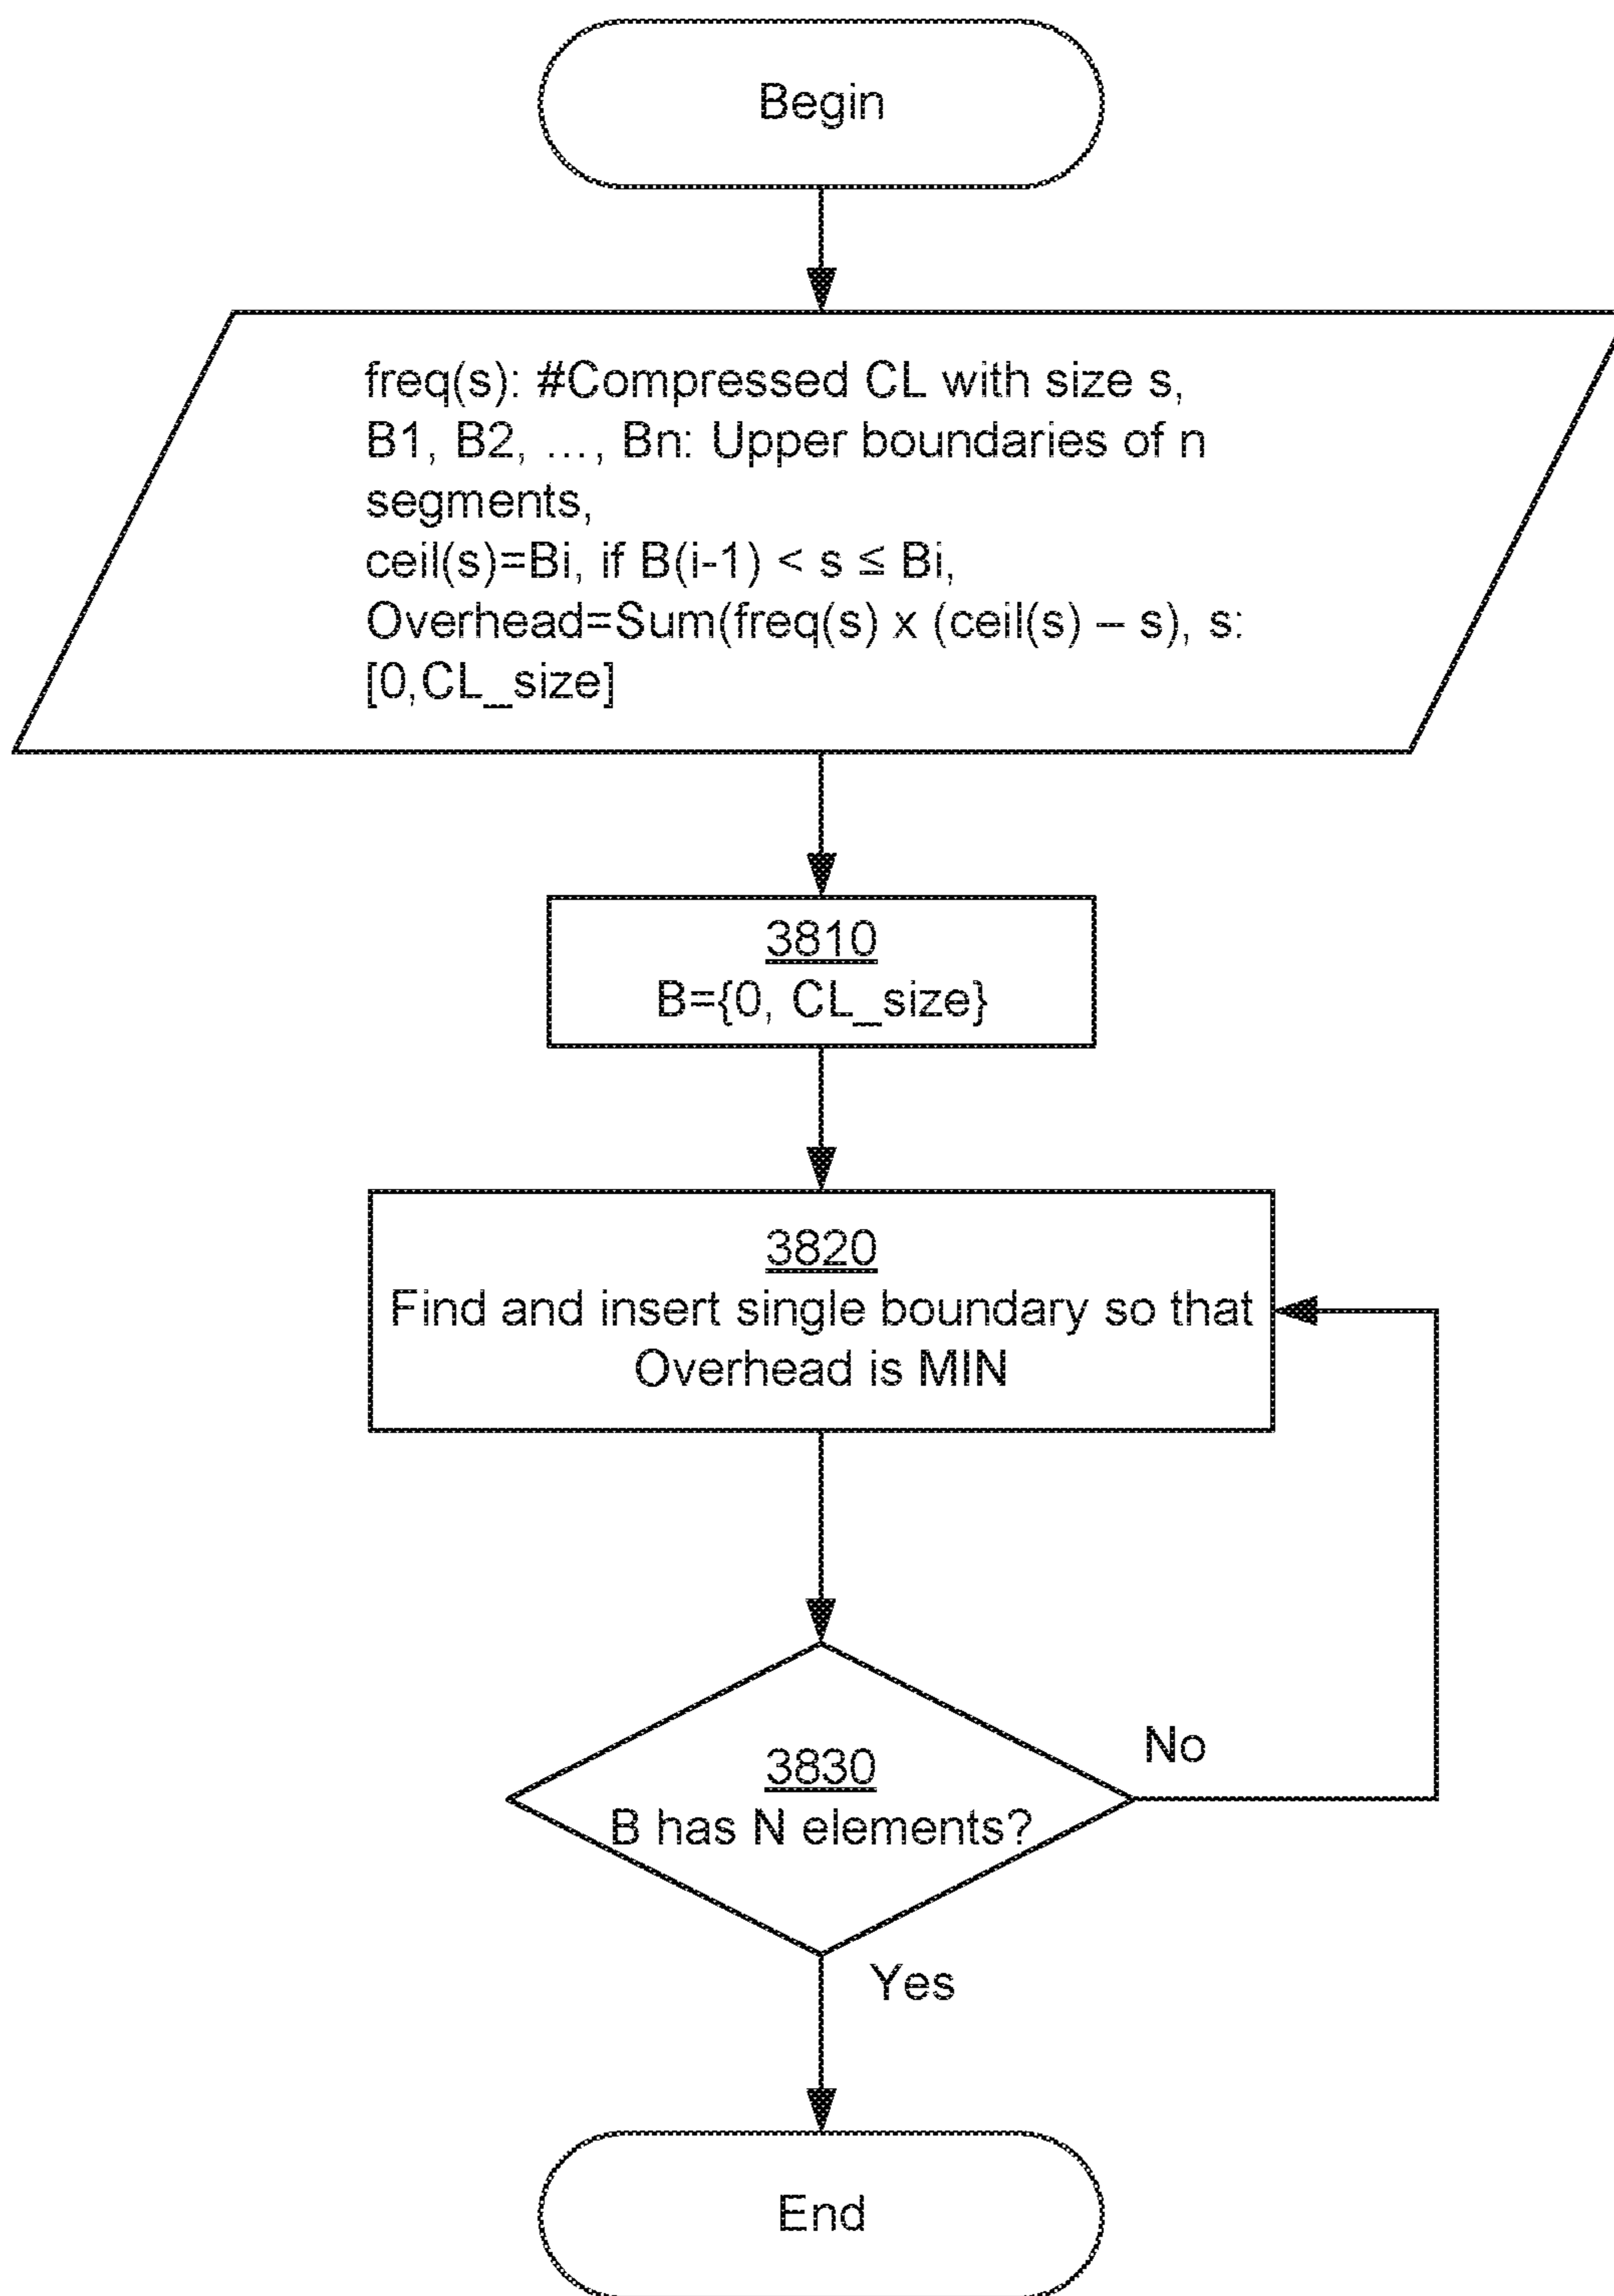 Begin
freq(s): #Compressed CL with size s,
B1, B2, ..., Bn: Upper boundaries of n
segments,
ceil(s)=Bi, if B(i-1) < s ≤ Bi,
Overhead=Sum(freq(s) x (ceil(s) – s), s:
[0,CL_size]
3810
B={0, CL_size}
3820
Find and insert single boundary so that
Overhead is MIN
3830
B has N elements?
No
Yes
End